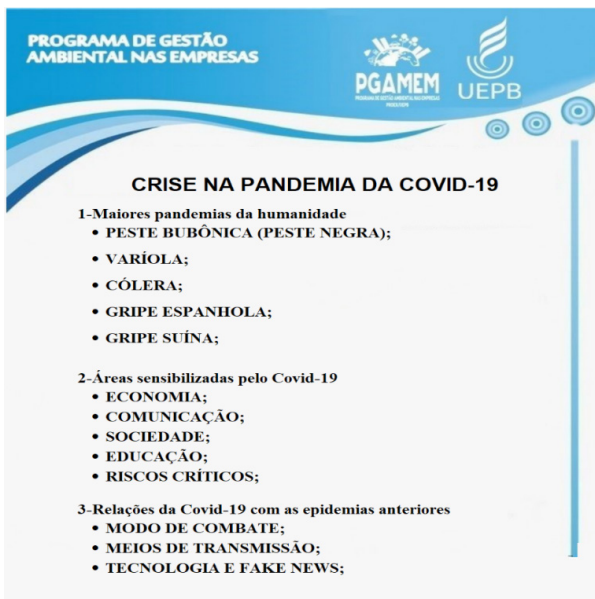 PROGRAMA DE GESTÃO
AMBIENTAL NAS EMPRESAS
PGAMEM
UEPB
CRISE NA PANDEMIA DA COVID-19
1-Maiores pandemias da humanidade
• PESTE BUBÔNICA (PESTE NEGRA);
• VARÍOLA;
• CÓLERA;
• GRIPE ESPANHOLA;
• GRIPE SUÍNA;
2-Áreas sensibilizadas pelo Covid-19
• ECONOMIA;
• COMUNICAÇÃO;
• SOCIEDADE;
• EDUCAÇÃO;
• RISCOS CRÍTICOS;
3-Relações da Covid-19 com as epidemias anteriores
• MODO DE COMBATE;
• MEIOS DE TRANSMISSÃO;
• TECNOLOGIA E FAKE NEWS;